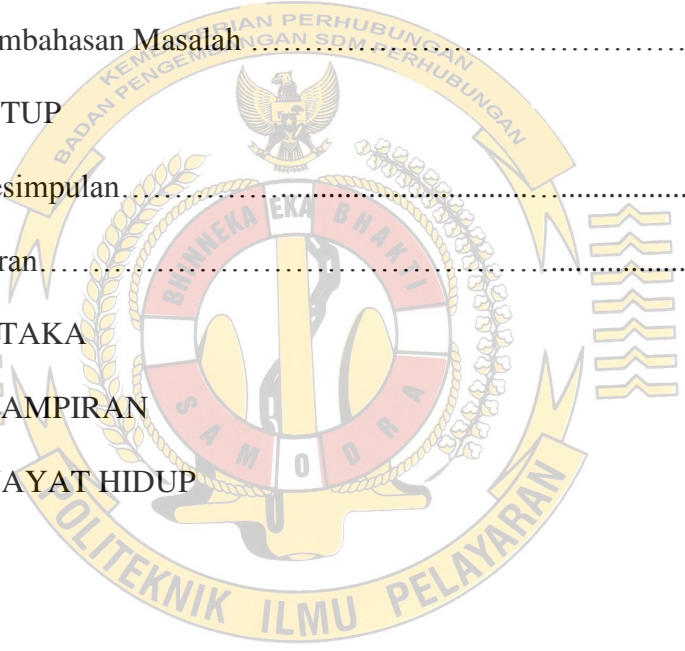 mbahasan Masalah ……………………………………
TUP
esimpulan……………............................…..............
ran……………………………………………................
TAKA
AMPIRAN
AYAT HIDUP
KEMENTERIAN PERHUBUNGAN
BADAN PENGEMBANGAN SDM PERHUBUNGAN
BHINNEKA EKA BHAKTI
SAMODRA
POLITEKNIK ILMU PELAYARAN